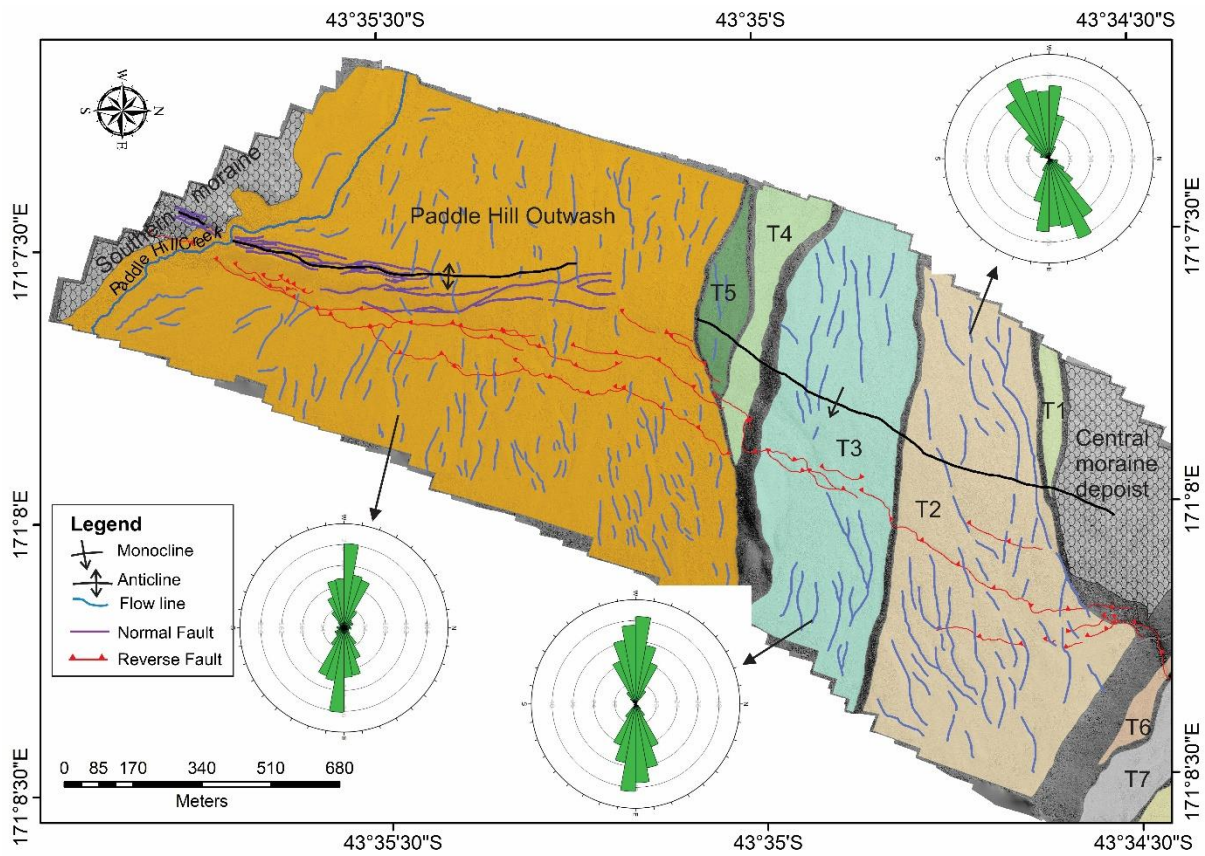 43°35'30"S
43°35'S
43°34'30"S
W
S
N
E
Southern moraine
Paddle Hill Creek
Paddle Hill Outwash
T5
T4
T3
T2
T1
Central
moraine
depoist
T6
T7
171°7'30"E
171°8'E
171°8'30"E
171°7'30"E
171°8'E
171°8'30"E
Legend
Monocline
Anticline
Flow line
Normal Fault
Reverse Fault
0 85 170 340 510 680
Meters
43°35'30"S
43°35'S
43°34'30"S